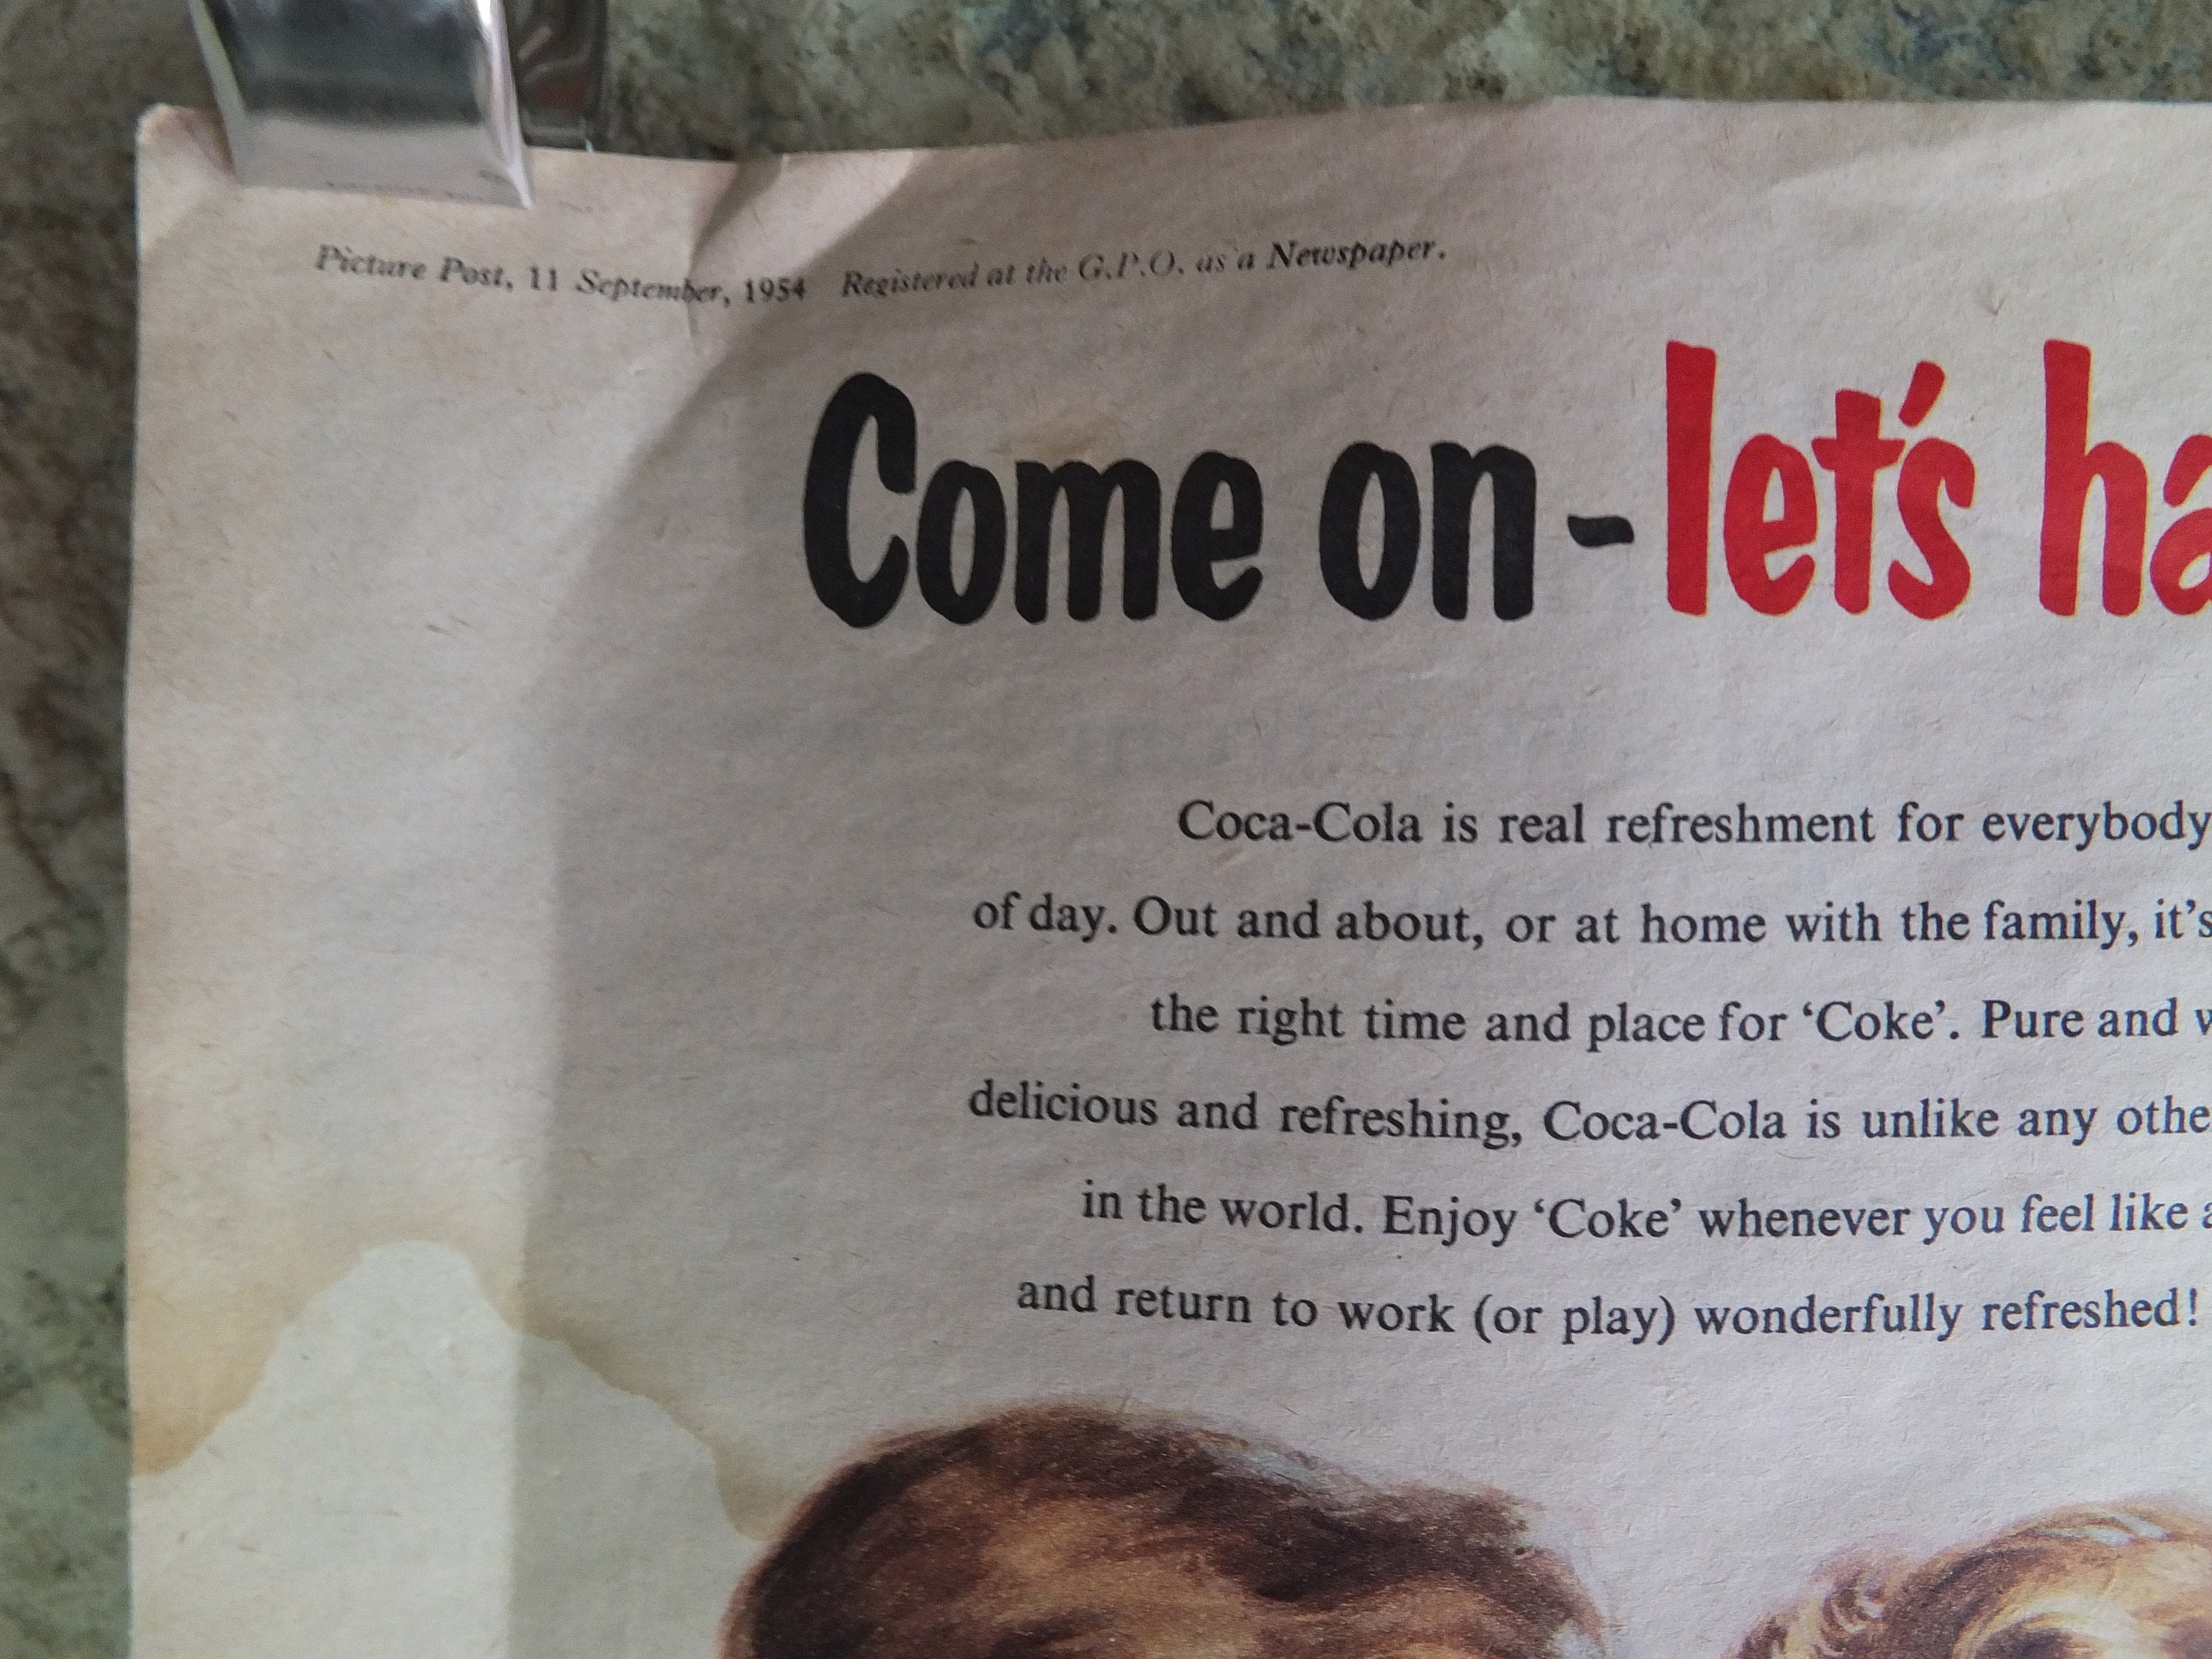 Picture Post, 11 September, 1954 Registered at the G.P.O. as a Newspaper.
Come on - let's ha
Coca-Cola is real refreshment for everybody
of day. Out and about, or at home with the family, it's
the right time and place for ‘Coke’. Pure and w
delicious and refreshing, Coca-Cola is unlike any othe
in the world. Enjoy ‘Coke’ whenever you feel like a
and return to work (or play) wonderfully refreshed!